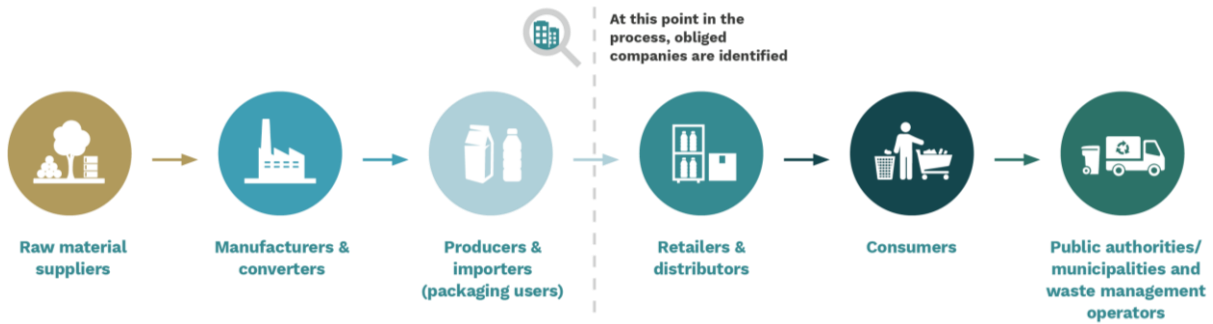 At this point in the
process, obliged
companies are identified
Raw material
suppliers
Manufacturers &
converters
Producers &
importers
(packaging users)
Retailers &
distributors
Consumers
Public authorities/
municipalities and
waste management
operators